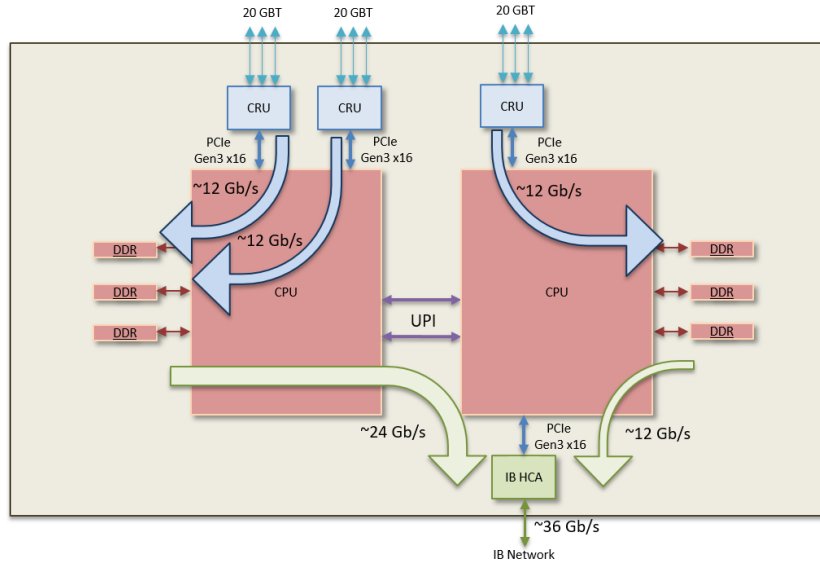 20 GBT
20 GBT
20 GBT
CRU
CRU
CRU
PCIe
Gen3 x16
PCIe
Gen3 x16
PCIe
Gen3 x16
~12 Gb/s
~12 Gb/s
~12 Gb/s
DDR
DDR
DDR
CPU
UPI
CPU
DDR
DDR
DDR
~24 Gb/s
PCIe
Gen3 x16
~12 Gb/s
IB HCA
~36 Gb/s
IB Network